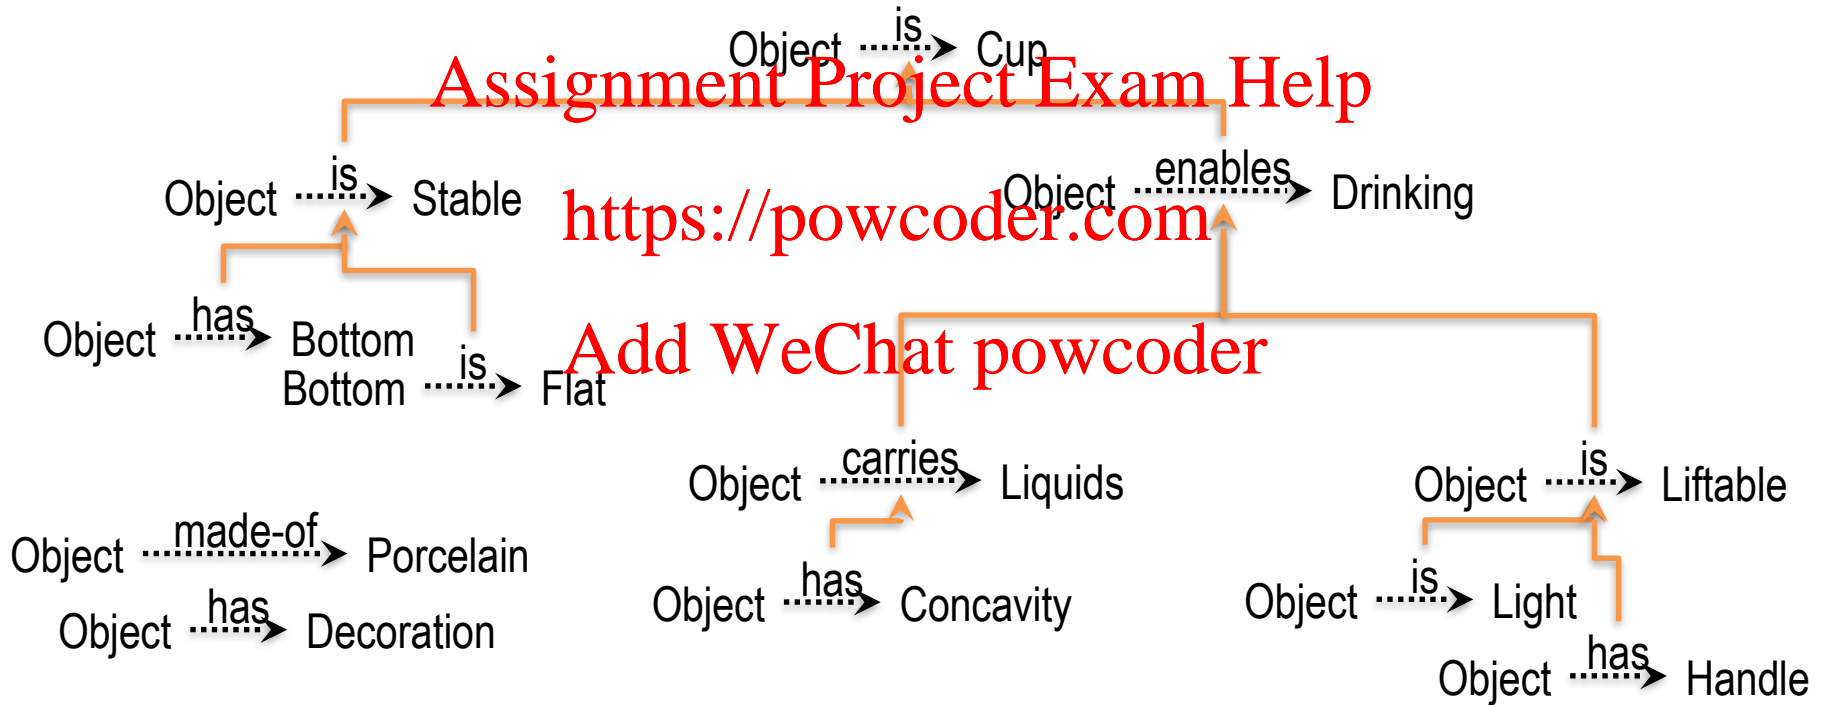 Object is Cup
Assignment Project Exam Help
Object is Stable
Object enables Drinking
https://powcoder.com
Object has Bottom
Bottom is Flat
Add WeChat powcoder
Object carries Liquids
Object is Liftable
Object made-of Porcelain
Object has Decoration
Object has Concavity
Object is Light
Object has Handle